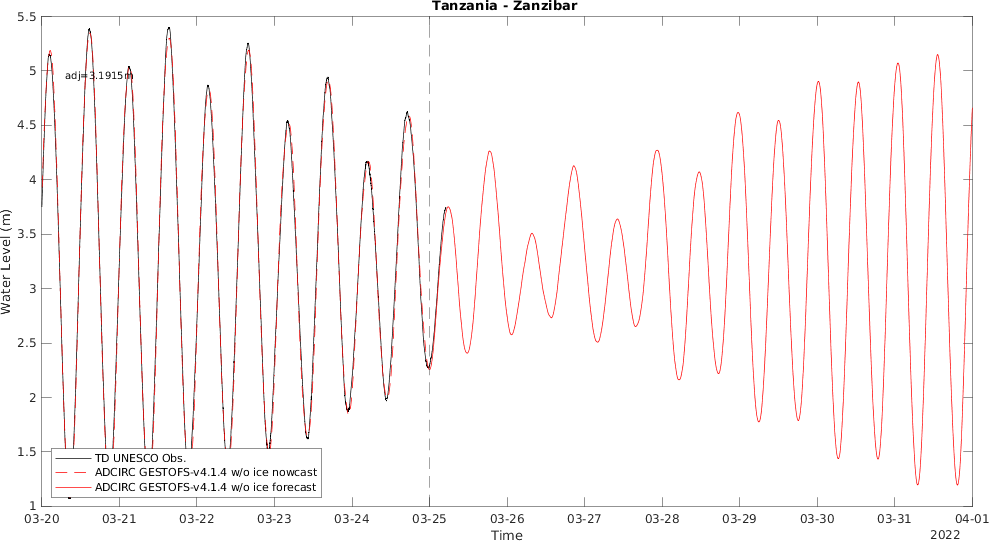 Tanzania - Zanzibar
5.5
5
4.5
4
3.5
3
2.5
2
1.5
1
Water Level (m)
adj=3.1915m
TD UNESCO Obs.
ADCIRC GESTOFS-v4.1.4 w/o ice nowcast
ADCIRC GESTOFS-v4.1.4 w/o ice forecast
03-20 03-21 03-22 03-23 03-24 03-25 03-26 03-27 03-28 03-29 03-30 03-31 04-01
Time
2022